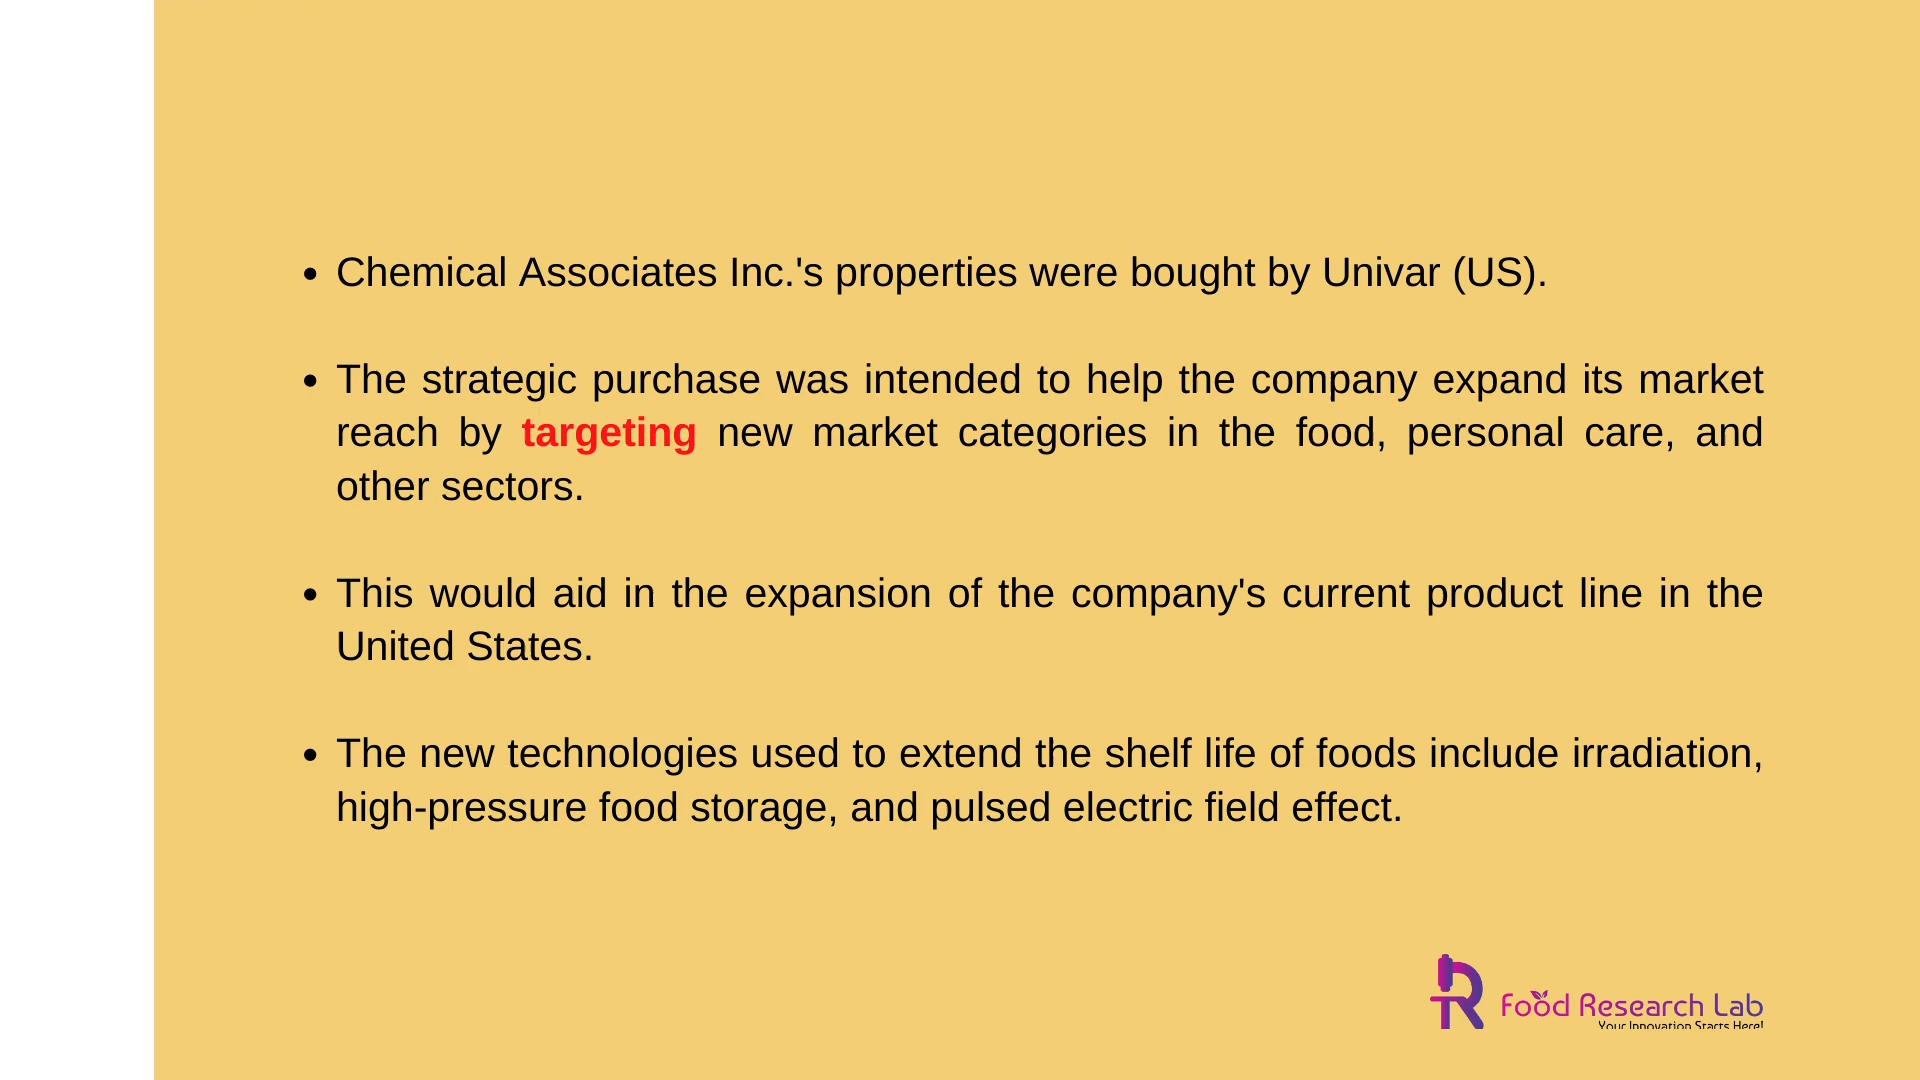 • Chemical Associates Inc.'s properties were bought by Univar (US).
• The strategic purchase was intended to help the company expand its market
reach by targeting new market categories in the food, personal care, and
other sectors.
• This would aid in the expansion of the company's current product line in the
United States.
• The new technologies used to extend the shelf life of foods include irradiation,
high-pressure food storage, and pulsed electric field effect.
Food Research Lab
Your Innovation Starts Here!